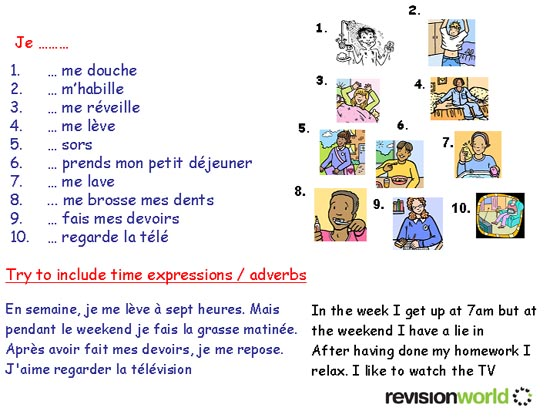 Je .........
1. ... me douche
2. ... m'habille
3. ... me réveille
4. ... me lève
5. ... sors
6. ... prends mon petit déjeuner
7. ... me lave
8. ... me brosse mes dents
9. ... fais mes devoirs
10. ... regarde la télé
1.
2.
3.
4.
5.
6.
7.
8.
9.
10.
Try to include time expressions / adverbs
En semaine, je me lève à sept heures. Mais
pendant le weekend je fais la grasse matinée.
Après avoir fait mes devoirs, je me repose.
J'aime regarder la télévision
In the week I get up at 7am but at
the weekend I have a lie in
After having done my homework I
relax. I like to watch the TV
revisionworld